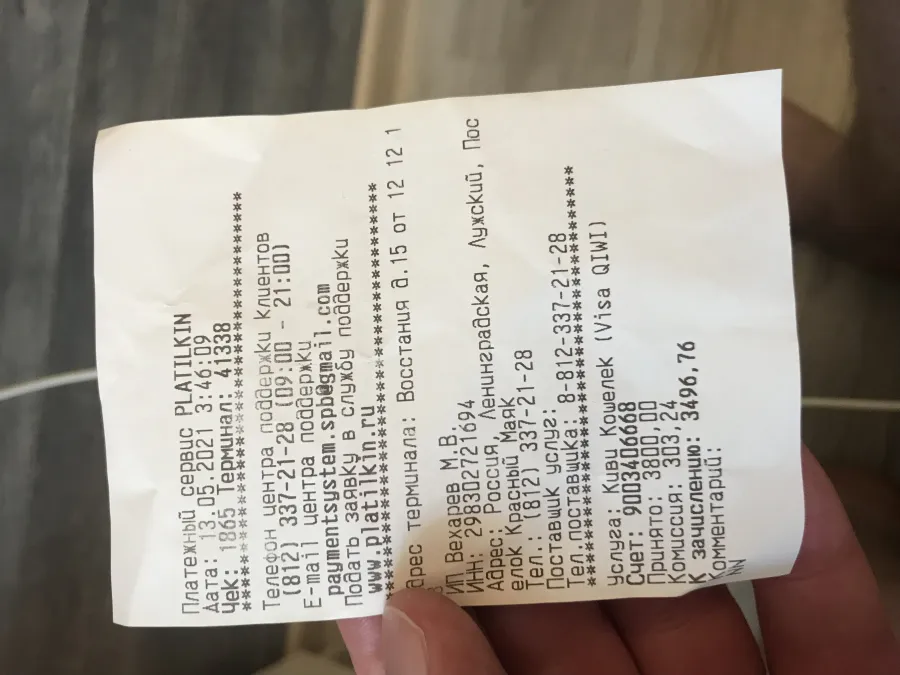 Платежный сервис PLATILKIN
Дата: 13.05.2021 3:46:09
Чек: 1865 Терминал: 41338
********************************
Телефон центра поддержки Клиентов
(812) 337-21-28 (09:00 - 21:00)
E-mail центра поддержки
paymentsystem.spb@gmail.com
Подать заявку в службу поддержки
www.platilkin.ru
********************************
дрес терминала: Восстания д.15 от 12 12 1
ИП Вехарев М.В.
ИНН: 298302721694
Адрес: Россия, Ленинградская, Лужский, Пос
елок Красный Маяк
Тел.: (812) 337-21-28
Поставщик услуг:
Тел.поставщика: 8-812-337-21-28
********************************
Услуга: Киви Кошелек (Visa QIWI)
Счет: 9003406668
Принято: 3800,00
Комиссия: 303,24
К зачислению: 3496,76
Комментарий: